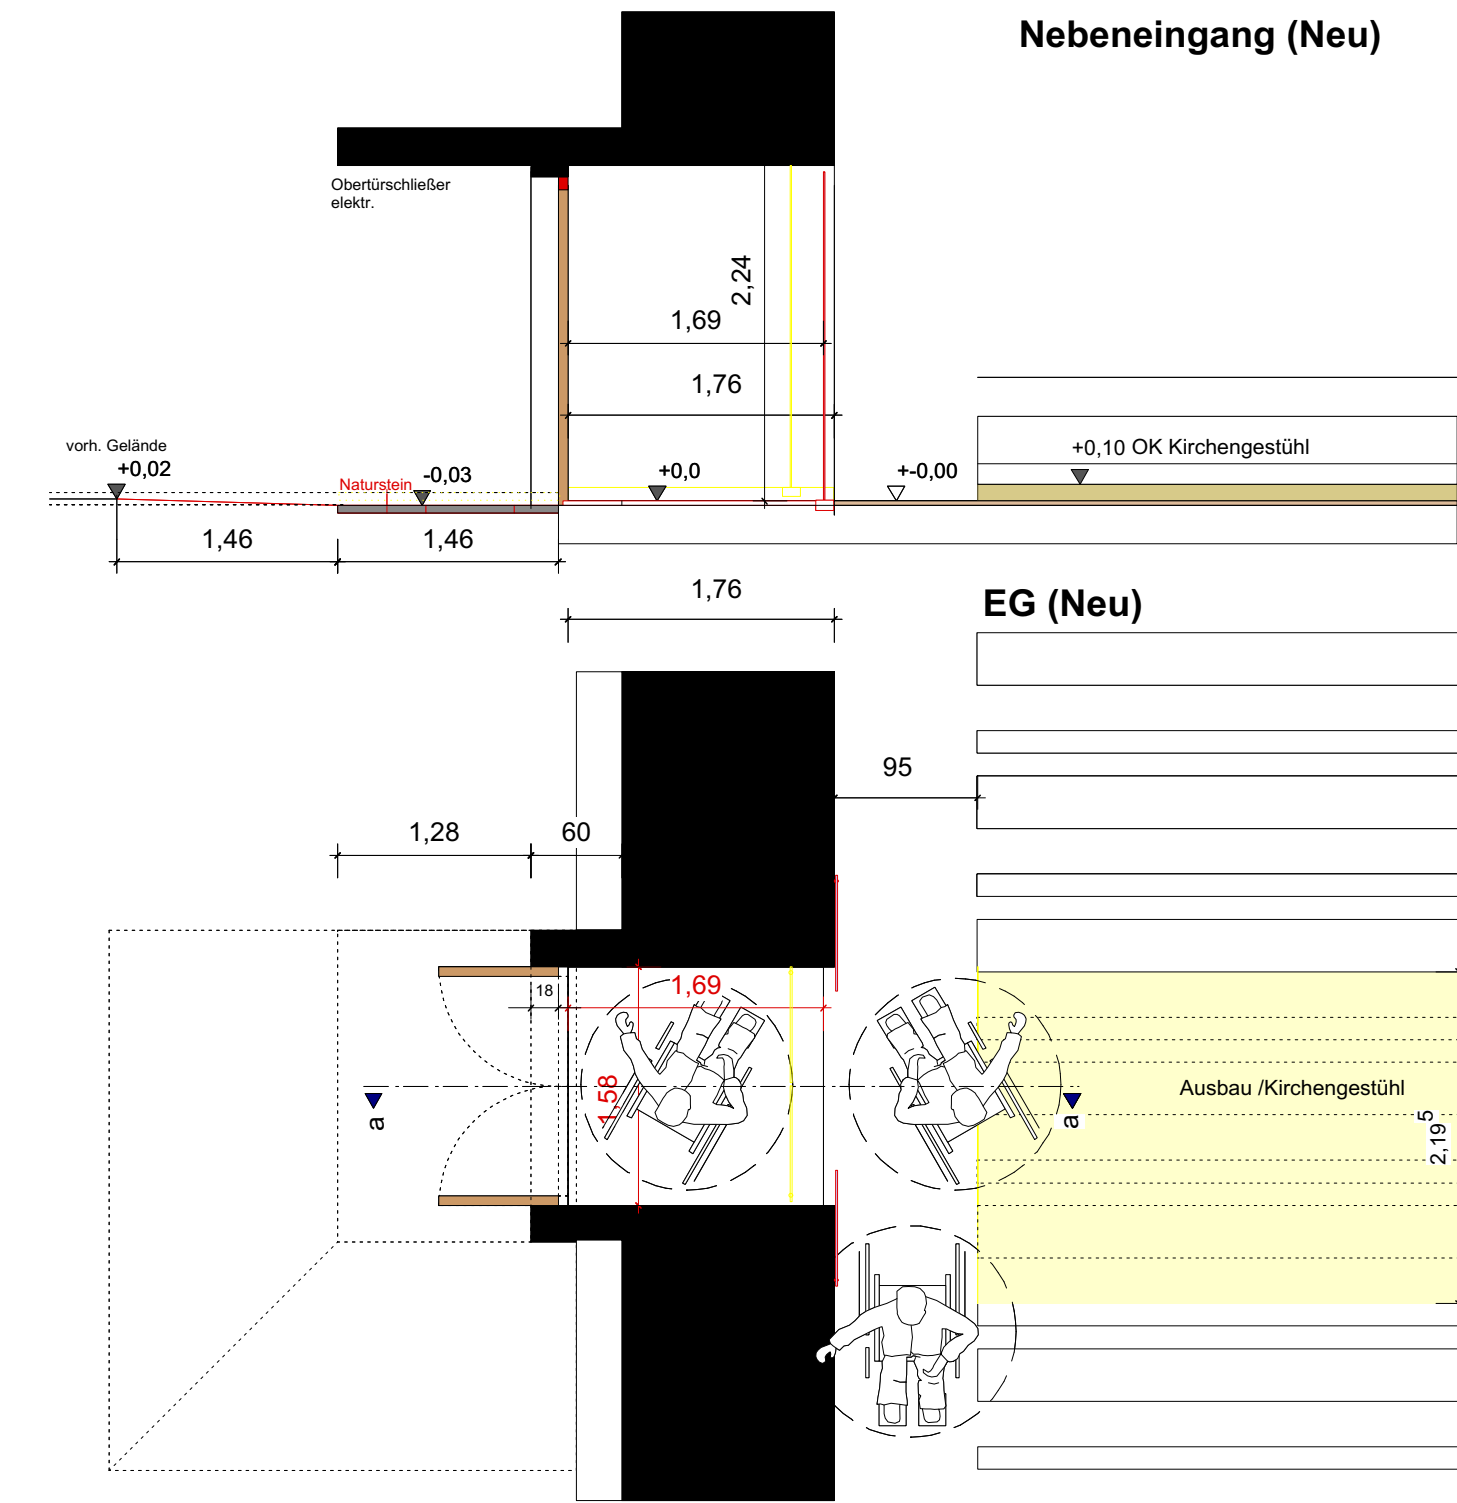 Nebeneingang (Neu)
Obertürschließer
elektr.
2,24
1,69
1,76
vorh. Gelände
+0,02
Naturstein
-0,03
+0,0
+-0,00
+0,10 OK Kirchengestühl
1,46
1,46
1,76
EG (Neu)
95
1,28
60
18
1,69
1,58
a
a
Ausbau /Kirchengestühl
2,19⁵